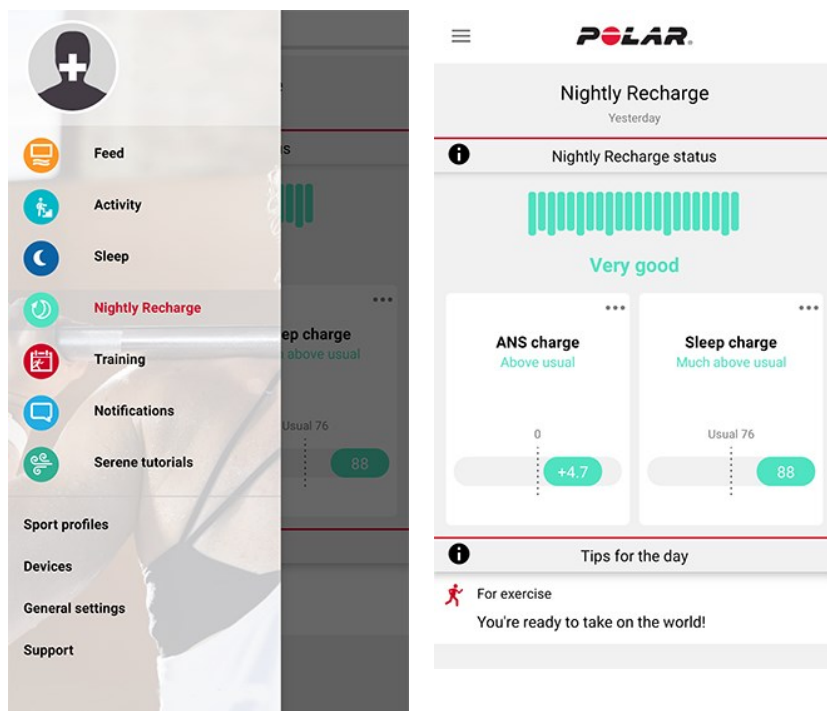 Feed
Activity
Sleep
Nightly Recharge
Training
Notifications
Serene tutorials
Sport profiles
Devices
General settings
Support
s
ep charge
above usual
Usual 76
88
POLAR
Nightly Recharge
Yesterday
Nightly Recharge status
Very good
ANS charge
Above usual
0
+4.7
Sleep charge
Much above usual
Usual 76
88
Tips for the day
For exercise
You're ready to take on the world!